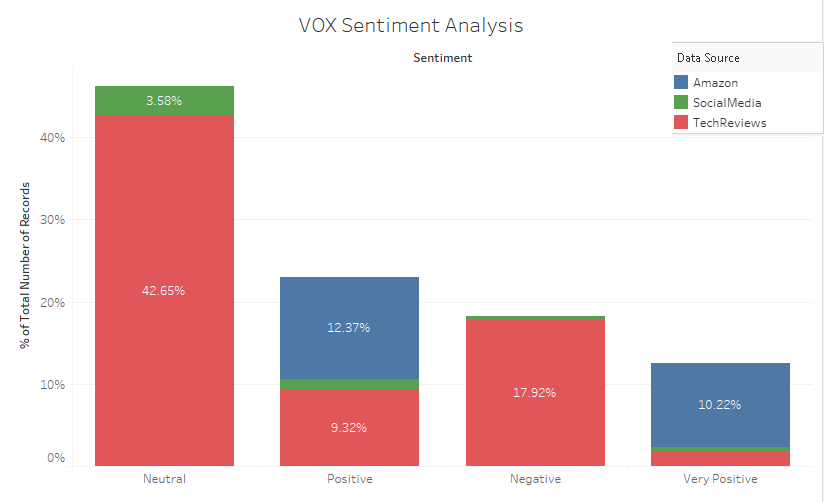 VOX Sentiment Analysis
Sentiment
Data Source
Amazon
SocialMedia
TechReviews
% of Total Number of Records
40%
30%
20%
10%
0%
3.58%
42.65%
12.37%
9.32%
17.92%
10.22%
Neutral
Positive
Negative
Very Positive